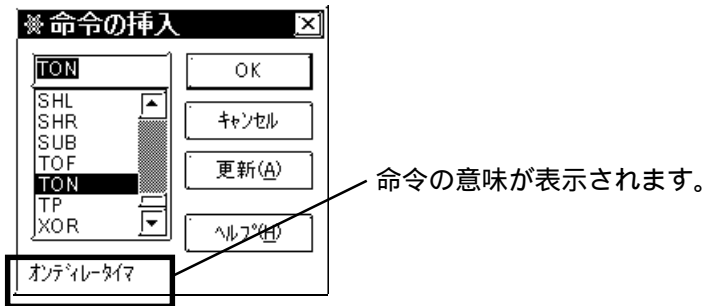 命令の挿入
TON
OK
SHL
SHR
SUB
TOF
TON
TP
XOR
ｷｬﾝｾﾙ
更新(A)
ﾍﾙﾌﾟ(H)
ｵﾝﾃﾞｨﾚｰﾀｲﾏ
命令の意味が表示されます。